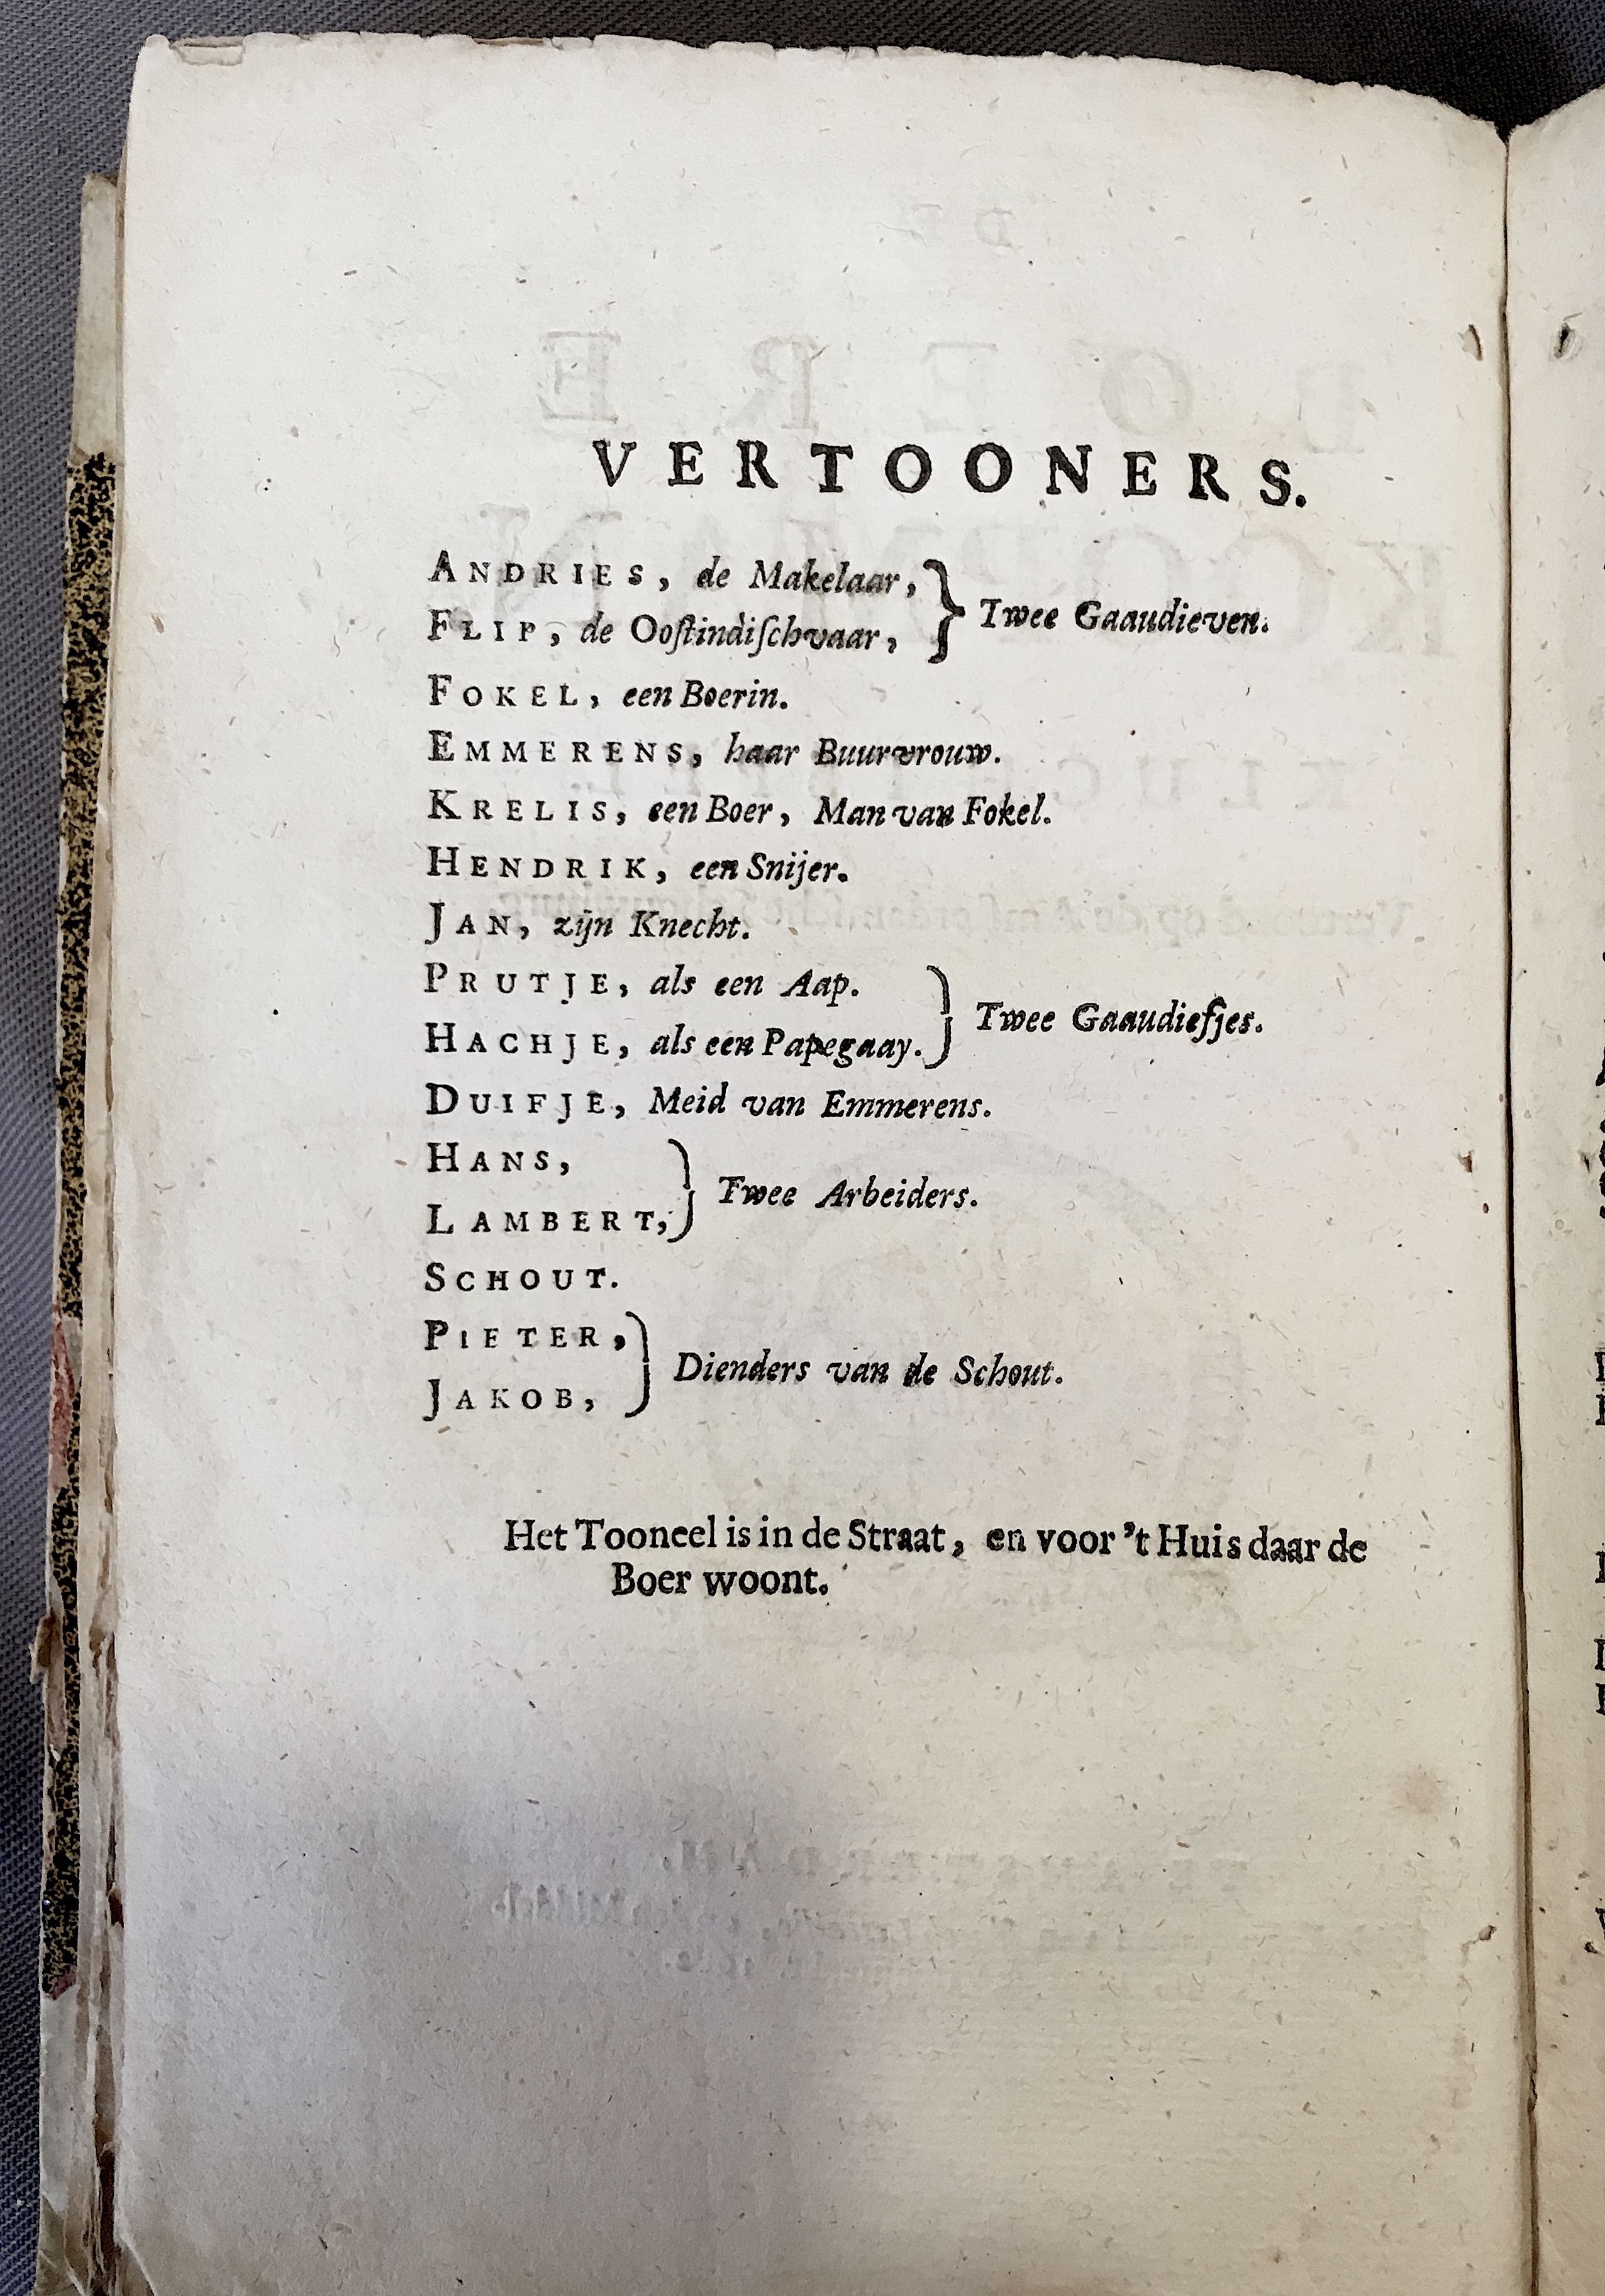 VERTOONERS.
ANDRIES, de Makelaar,
FLIP, de Ooſtindiſchvaar,
} Twee Gaaudieven.
FOKEL, een Boerin.
EMMERENS, haar Buurvrouw.
KRELIS, een Boer, Man van Fokel.
HENDRIK, een Snijer.
JAN, zijn Knecht.
PRUTJE, als een Aap.
HACHJE, als een Papegaay.
} Twee Gaaudiefjes.
DUIFJE, Meid van Emmerens.
HANS,
LAMBERT,
} Twee Arbeiders.
SCHOUT.
PIETER,
JAKOB,
} Dienders van de Schout.
Het Tooneel is in de Straat, en voor 't Huis daar de
Boer woont.